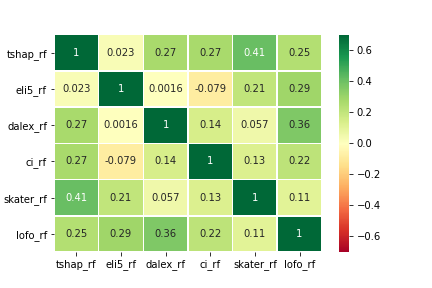 tshap_rf 1 0.023 0.27 0.27 0.41 0.25
eli5_rf 0.023 1 0.0016 -0.079 0.21 0.29
dalex_rf 0.27 0.0016 1 0.14 0.057 0.36
ci_rf 0.27 -0.079 0.14 1 0.13 0.22
skater_rf 0.41 0.21 0.057 0.13 1 0.11
lofo_rf 0.25 0.29 0.36 0.22 0.11 1
tshap_rf eli5_rf dalex_rf ci_rf skater_rf lofo_rf
0.6
0.4
0.2
0.0
−0.2
−0.4
−0.6